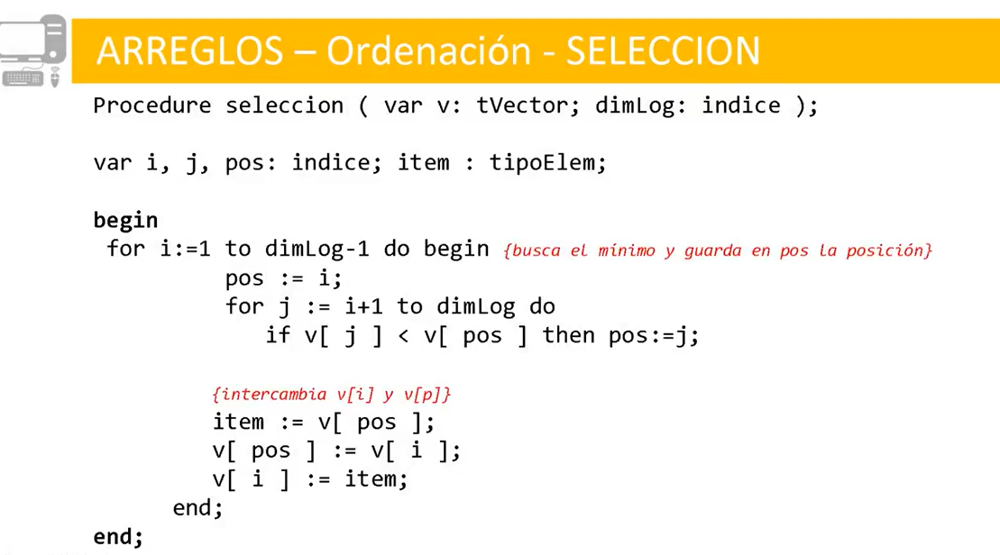 ARREGLOS – Ordenación - SELECCION
Procedure seleccion ( var v: tVector; dimLog: indice );
var i, j, pos: indice; item : tipoElem;
begin
for i:=1 to dimLog-1 do begin {busca el mínimo y guarda en pos la posición}
pos := i;
for j := i+1 to dimLog do
if v[ j ] < v[ pos ] then pos:=j;
{intercambia v[i] y v[p]}
item := v[ pos ];
v[ pos ] := v[ i ];
v[ i ] := item;
end;
end;